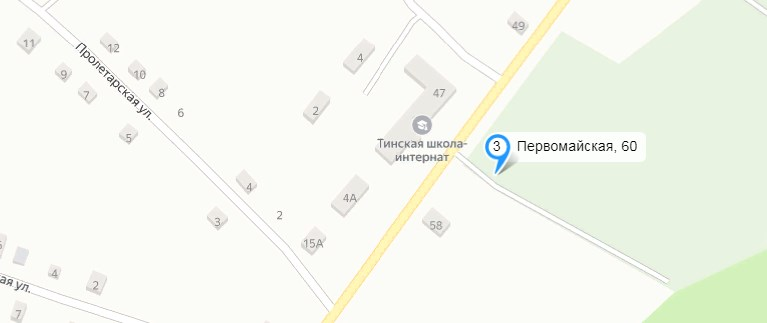 49
11
12
4
9
10
Пролетарская ул.
7
8
47
2
6
5
Тинская школа-
интернат
3 Первомайская, 60
4
4А
3
2
58
15А
4
2
ая ул.
7